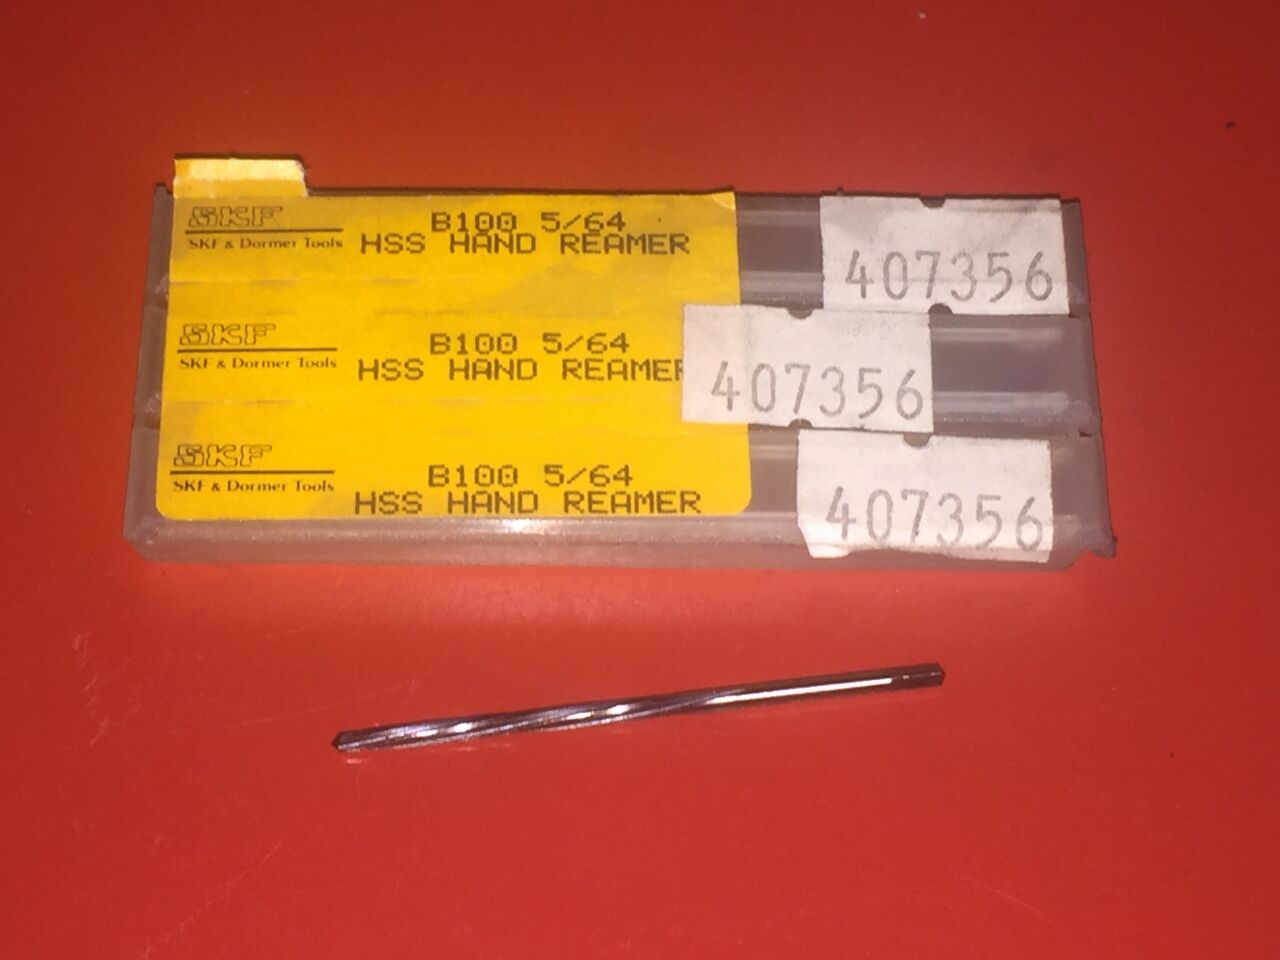 SKF
SKF & Dormer Tools
B100 5/64
HSS HAND REAMER
407356
SKF
SKF & Dormer Tools
B100 5/64
HSS HAND REAMER
407356
SKF
SKF & Dormer Tools
B100 5/64
HSS HAND REAMER
407356